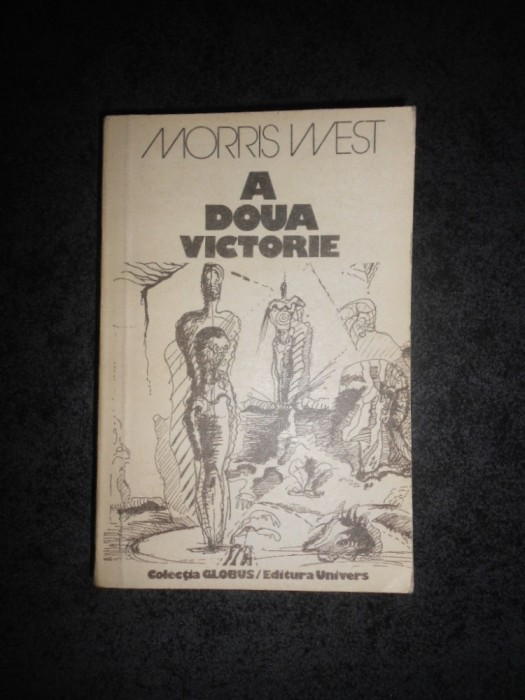 MORRIS WEST
A
DOUA
VICTORIE
Colecția GLOBUS/Editura Univers